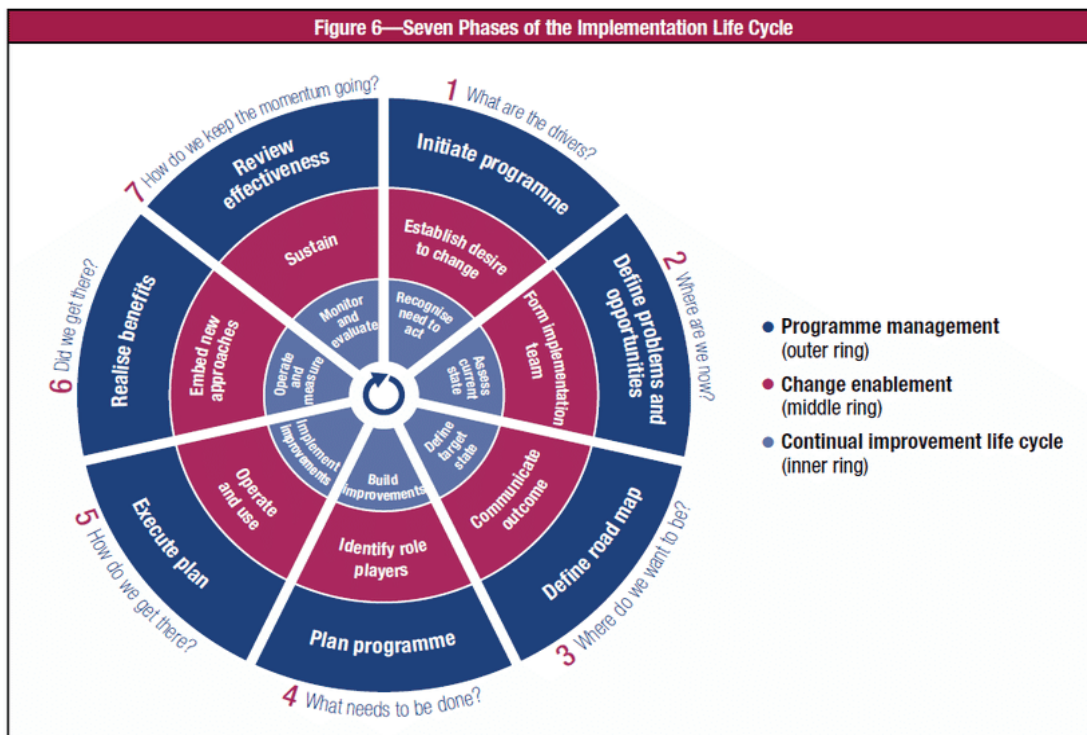 Figure 6—Seven Phases of the Implementation Life Cycle
1 What are the drivers?
Initiate programme
Establish desire
to change
Recognise
need to
act
2 Where are we now?
Define problems and
opportunities
Form implementation
team
Assess
current
state
3 Where do we want to be?
Define road map
Communicate
outcome
Define
target
state
4 What needs to be done?
Plan programme
Identify role
players
Build
improvements
5 How do we get there?
Execute plan
Operate
and use
Implement
improvements
6 Did we get there?
Realise benefits
Embed new
approaches
Operate
and
measure
7 How do we keep the momentum going?
Review
effectiveness
Sustain
Monitor
and
evaluate
• Programme management
(outer ring)
• Change enablement
(middle ring)
• Continual improvement life cycle
(inner ring)